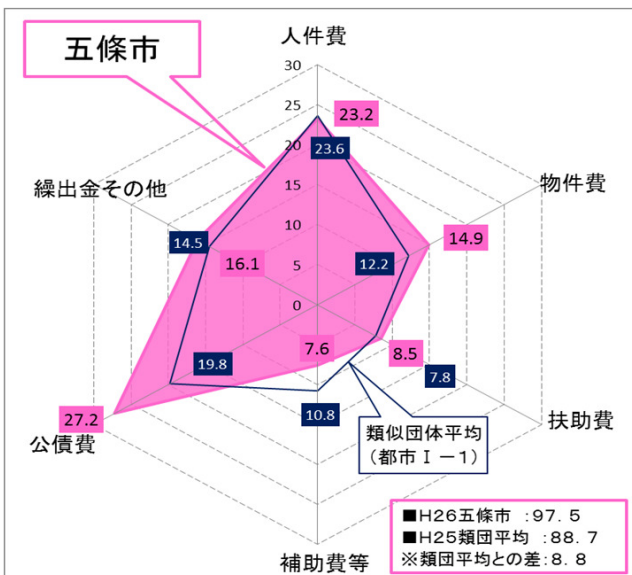 五條市
人件費
30
25
20
15
10
5
0
23.2
23.6
物件費
14.9
12.2
扶助費
8.5
7.8
補助費等
7.6
10.8
類似団体平均
（都市Ⅰ－1）
公債費
27.2
19.8
繰出金その他
14.5
16.1
■H26五條市 ：97．5
■H25類団平均 ：88．7
※類団平均との差：8．8